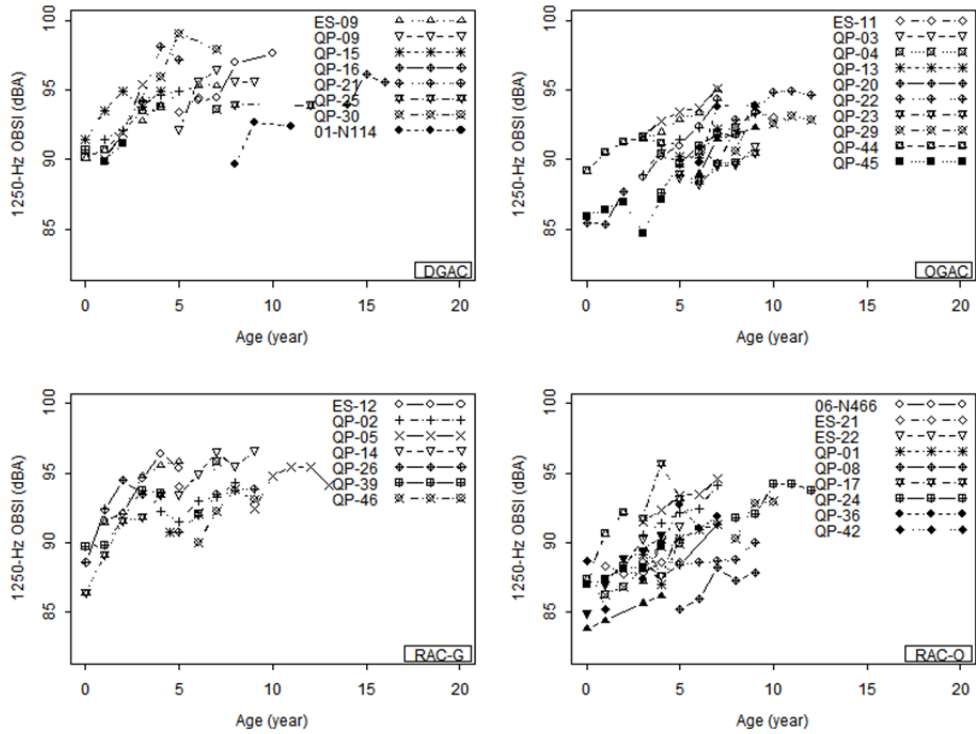 1250-Hz OBSI (dBA)
100
95
90
85
ES-09
QP-09
QP-15
QP-16
QP-21
QP-25
QP-30
01-N114
DGAC
0 5 10 15 20
Age (year)
1250-Hz OBSI (dBA)
100
95
90
85
ES-11
QP-03
QP-04
QP-13
QP-20
QP-22
QP-23
QP-29
QP-44
QP-45
OGAC
0 5 10 15 20
Age (year)
1250-Hz OBSI (dBA)
100
95
90
85
ES-12
QP-02
QP-05
QP-14
QP-26
QP-39
QP-46
RAC-G
0 5 10 15 20
Age (year)
1250-Hz OBSI (dBA)
100
95
90
85
06-N466
ES-21
ES-22
QP-01
QP-08
QP-17
QP-24
QP-36
QP-42
RAC-O
0 5 10 15 20
Age (year)